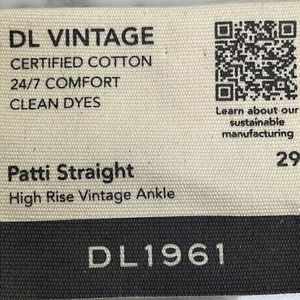 DL VINTAGE
CERTIFIED COTTON
24/7 COMFORT
CLEAN DYES
Learn about our
sustainable
manufacturing
29
Patti Straight
High Rise Vintage Ankle
DL1961